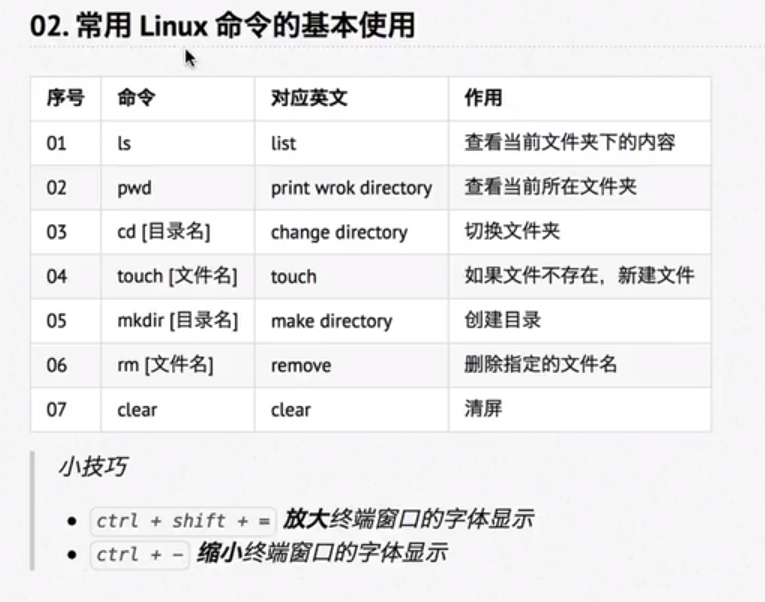 02. 常用 Linux 命令的基本使用
序号 命令 对应英文 作用
01 ls list 查看当前文件夹下的内容
02 pwd print wrok directory 查看当前所在文件夹
03 cd [目录名] change directory 切换文件夹
04 touch [文件名] touch 如果文件不存在，新建文件
05 mkdir [目录名] make directory 创建目录
06 rm [文件名] remove 删除指定的文件名
07 clear clear 清屏
小技巧
• ctrl + shift + = 放大终端窗口的字体显示
• ctrl + - 缩小终端窗口的字体显示